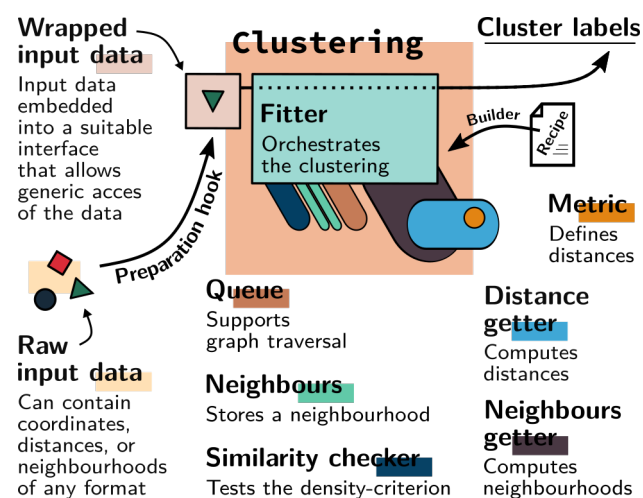 Wrapped
input data
Input data
embedded
into a suitable
interface
that allows
generic acces
of the data
Clustering
Cluster labels
Fitter
Orchestrates
the clustering
Builder
Recipe
Preparation hook
Metric
Defines
distances
Raw
input data
Can contain
coordinates,
distances, or
neighbourhoods
of any format
Queue
Supports
graph traversal
Neighbours
Stores a neighbourhood
Similarity checker
Tests the density-criterion
Distance
getter
Computes
distances
Neighbours
getter
Computes
neighbourhoods